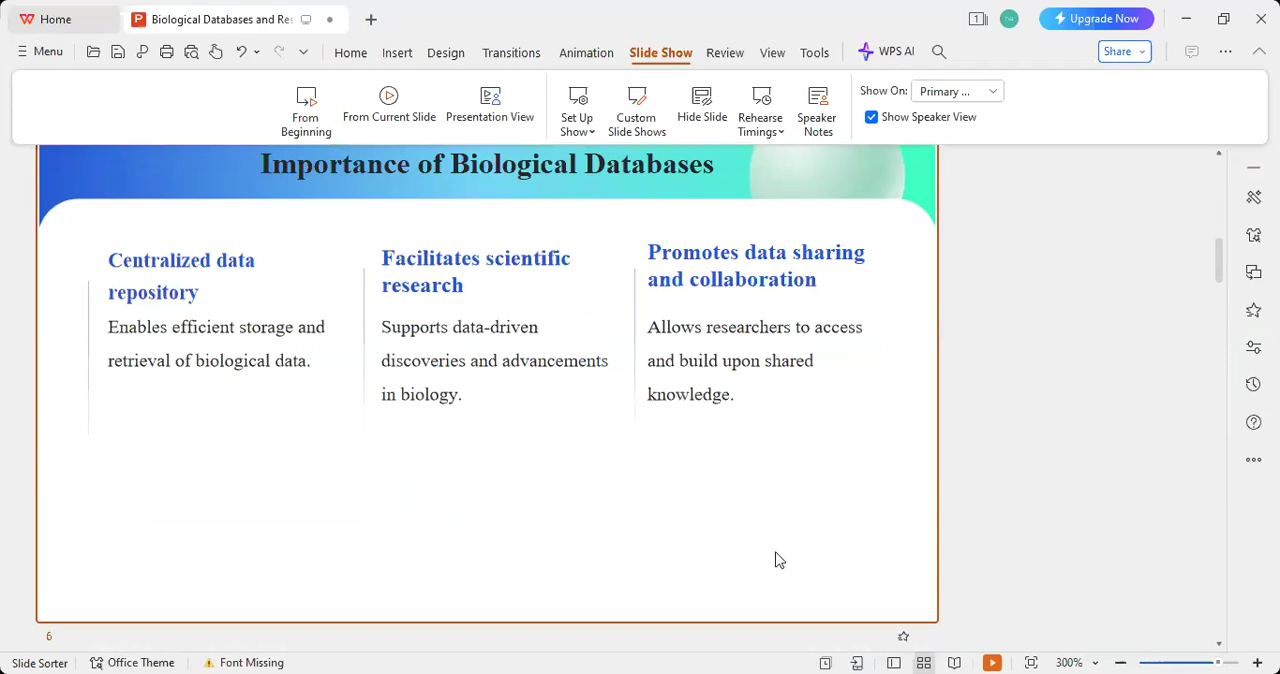 Home
Biological Databases and Res
1
Upgrade Now
Menu
Home Insert Design Transitions Animation Slide Show Review View Tools WPS AI
Share
From Beginning
From Current Slide
Presentation View
Set Up Show
Custom Slide Shows
Hide Slide
Rehearse Timings
Speaker Notes
Show On: Primary ...
Show Speaker View
Importance of Biological Databases
Centralized data
repository
Enables efficient storage and
retrieval of biological data.
Facilitates scientific
research
Supports data-driven
discoveries and advancements
in biology.
Promotes data sharing
and collaboration
Allows researchers to access
and build upon shared
knowledge.
6
Slide Sorter Office Theme Font Missing 300%